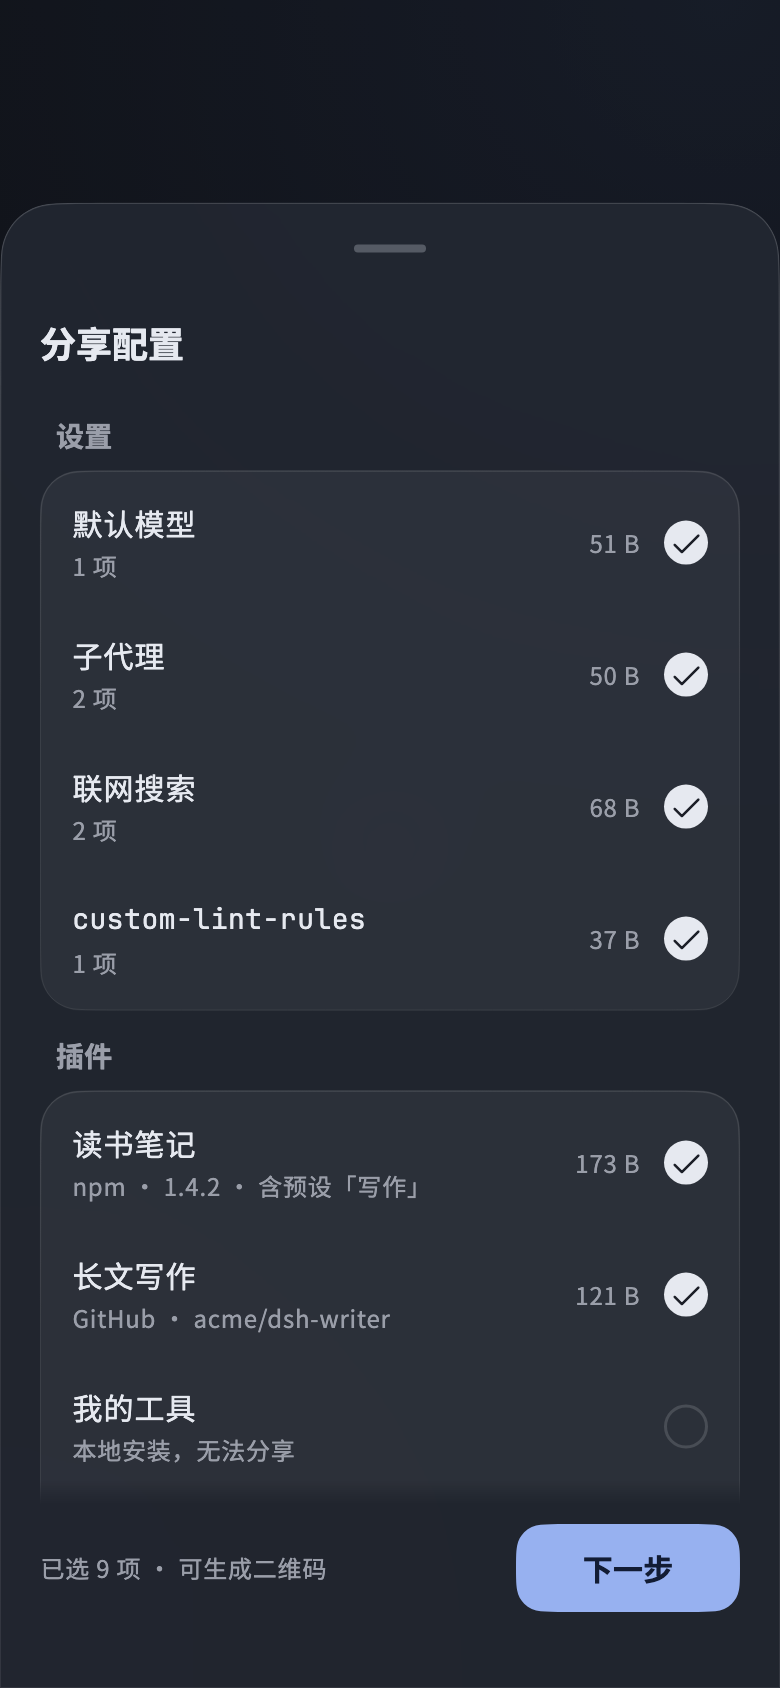 分享配置
设置
默认模型
1 项
51 B
子代理
2 项
50 B
联网搜索
2 项
68 B
custom-lint-rules
1 项
37 B
插件
读书笔记
npm · 1.4.2 · 含预设「写作」
173 B
长文写作
GitHub · acme/dsh-writer
121 B
我的工具
本地安装，无法分享
已选 9 项 · 可生成二维码
下一步